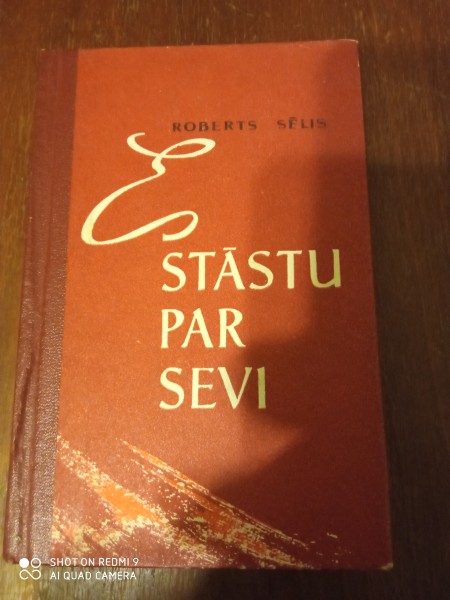 ROBERTS SĒLIS
Es
STĀSTU
PAR
SEVI
SHOT ON REDMI 9
AI QUAD CAMERA